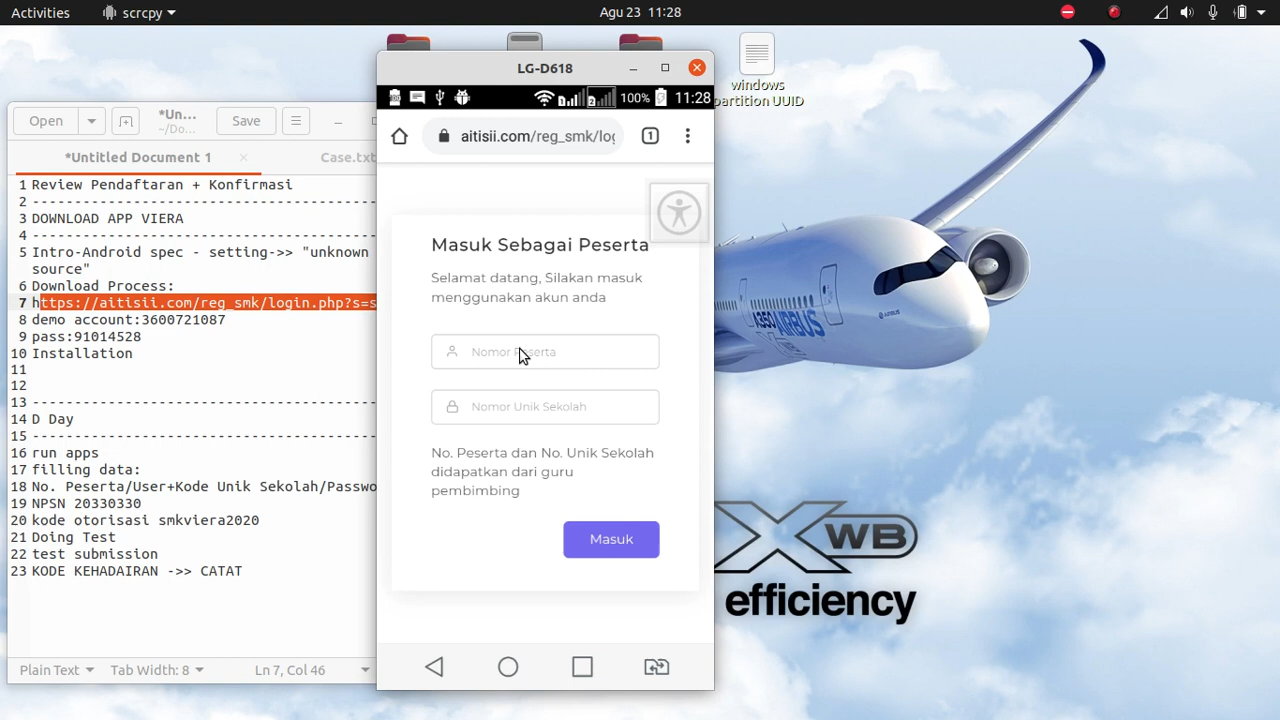 Activities
scrcpy
Agu 23 11:28
windows
partition UUID
Open
*Un...
~/Do...
Save
*Untitled Document 1
Case.txt
1 Review Pendaftaran + Konfirmasi
2 -----------------------------------------
3 DOWNLOAD APP VIERA
4 -----------------------------------------
5 Intro-Android spec - setting->> "unknown
source"
6 Download Process:
7 https://aitisii.com/reg_smk/login.php?s=s
8 demo account:3600721087
9 pass:91014528
10 Installation
11
12
13 -----------------------------------------
14 D Day
15 -----------------------------------------
16 run apps
17 filling data:
18 No. Peserta/User+Kode Unik Sekolah/Passwo
19 NPSN 20330330
20 kode otorisasi smkviera2020
21 Doing Test
22 test submission
23 KODE KEHADAIRAN ->> CATAT
Plain Text
Tab Width: 8
Ln 7, Col 46
LG-D618
100%
11:28
aitisii.com/reg_smk/log
1
Masuk Sebagai Peserta
Selamat datang, Silakan masuk
menggunakan akun anda
Nomor Peserta
Nomor Unik Sekolah
No. Peserta dan No. Unik Sekolah
didapatkan dari guru
pembimbing
Masuk
A350 AIRBUS
AIRBUS
XWB
efficiency